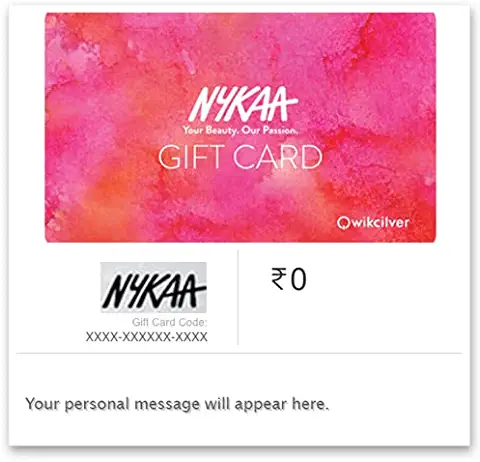 NYKAA
Your Beauty. Our Passion.
GIFT CARD
Qwikcilver
NYKAA
Gift Card Code:
XXXX-XXXXXX-XXXX
₹0
Your personal message will appear here.